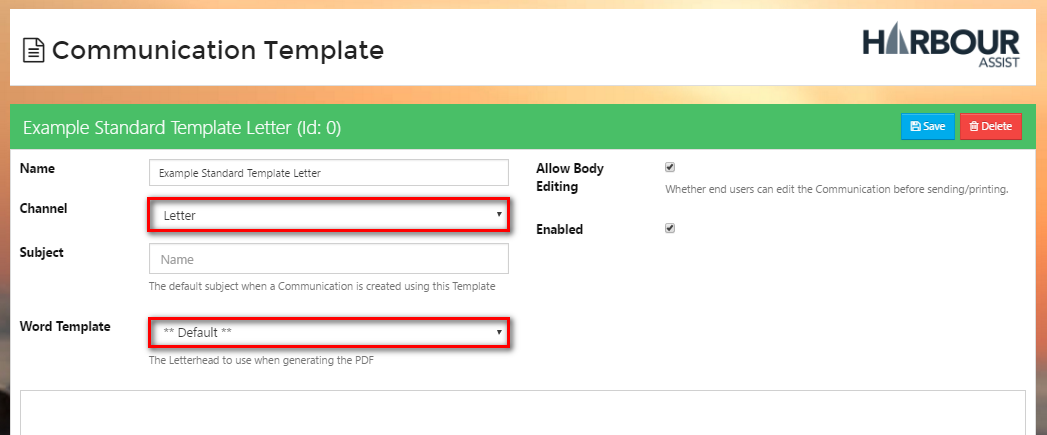 Communication Template
HARBOUR
ASSIST
Example Standard Template Letter (Id: 0)
Save
Delete
Name
Example Standard Template Letter
Channel
Letter
Subject
Name
The default subject when a Communication is created using this Template
Word Template
** Default **
The Letterhead to use when generating the PDF
Allow Body
Editing
Whether end users can edit the Communication before sending/printing.
Enabled